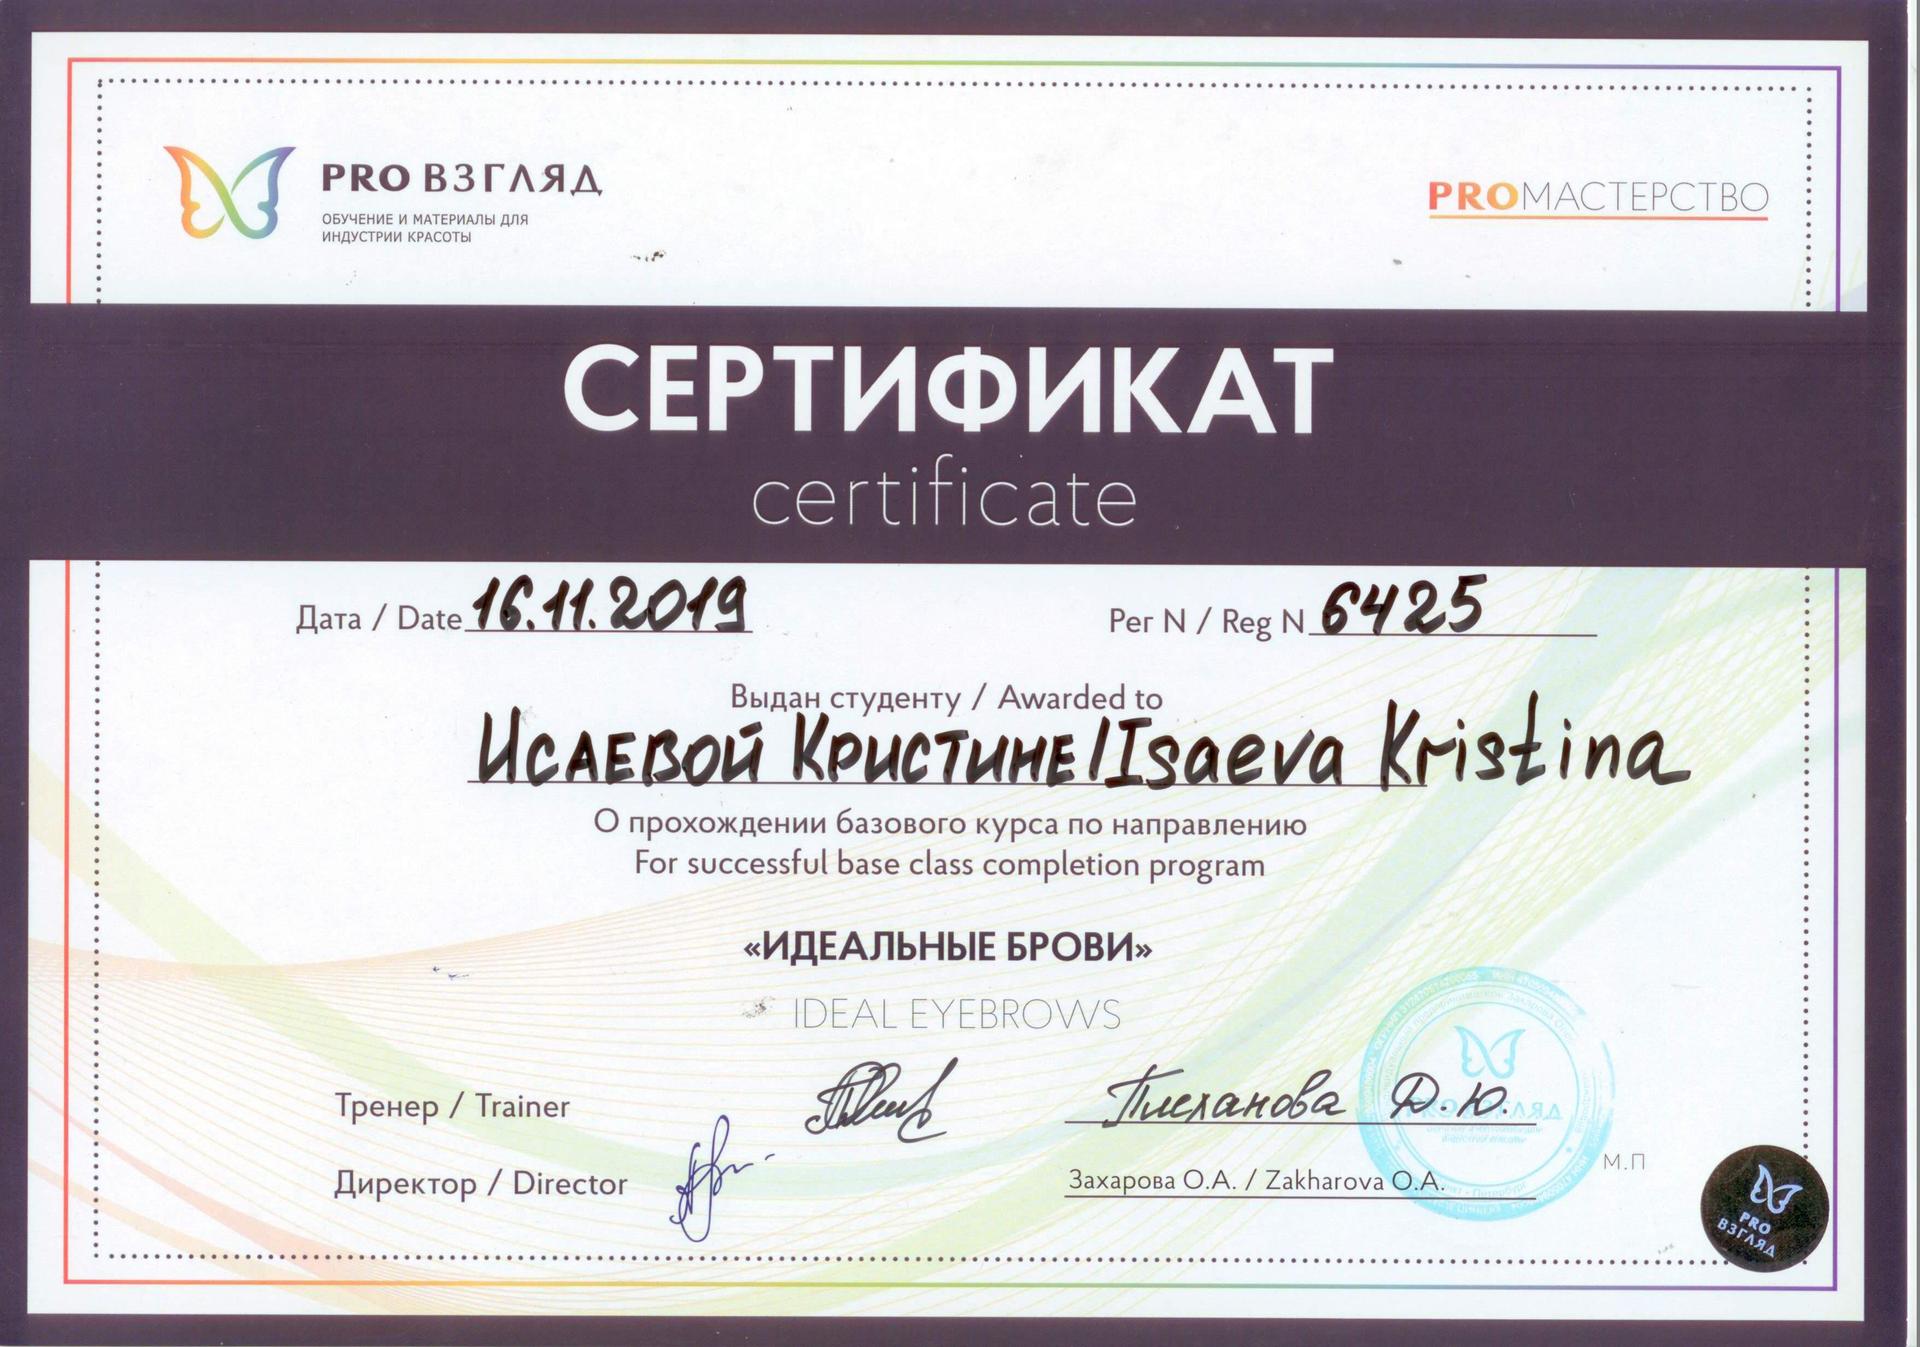 PRO ВЗГЛЯД
ОБУЧЕНИЕ И МАТЕРИАЛЫ ДЛЯ
ИНДУСТРИИ КРАСОТЫ
PROМАСТЕРСТВО
СЕРТИФИКАТ
certificate
Дата / Date 16.11.2019
Рег N / Reg N 6425
Выдан студенту / Awarded to
Исаевой Кристине/Isaeva Kristina
О прохождении базового курса по направлению
For successful base class completion program
«ИДЕАЛЬНЫЕ БРОВИ»
IDEAL EYEBROWS
Тренер / Trainer
Плеханова Д.Ю.
Директор / Director
Захарова О.А. / Zakharova O.A.
М.П
PRO
ВЗГЛЯД